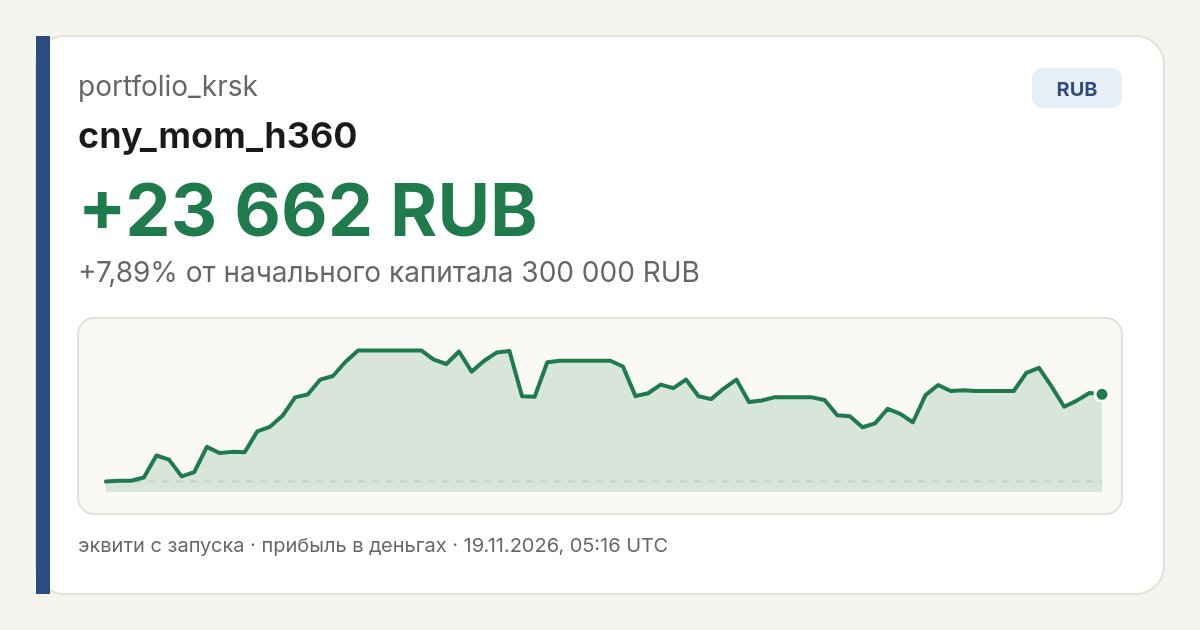 portfolio_krsk
RUB
cny_mom_h360
+23 662 RUB
+7,89% от начального капитала 300 000 RUB
эквити с запуска · прибыль в деньгах · 19.11.2026, 05:16 UTC